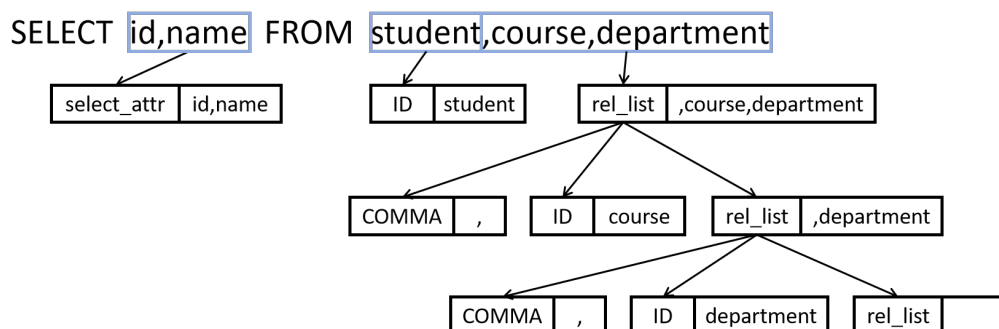 SELECT id,name FROM student,course,department
select_attr id,name ID student rel_list ,course,department
COMMA , ID course rel_list ,department
COMMA , ID department rel_list